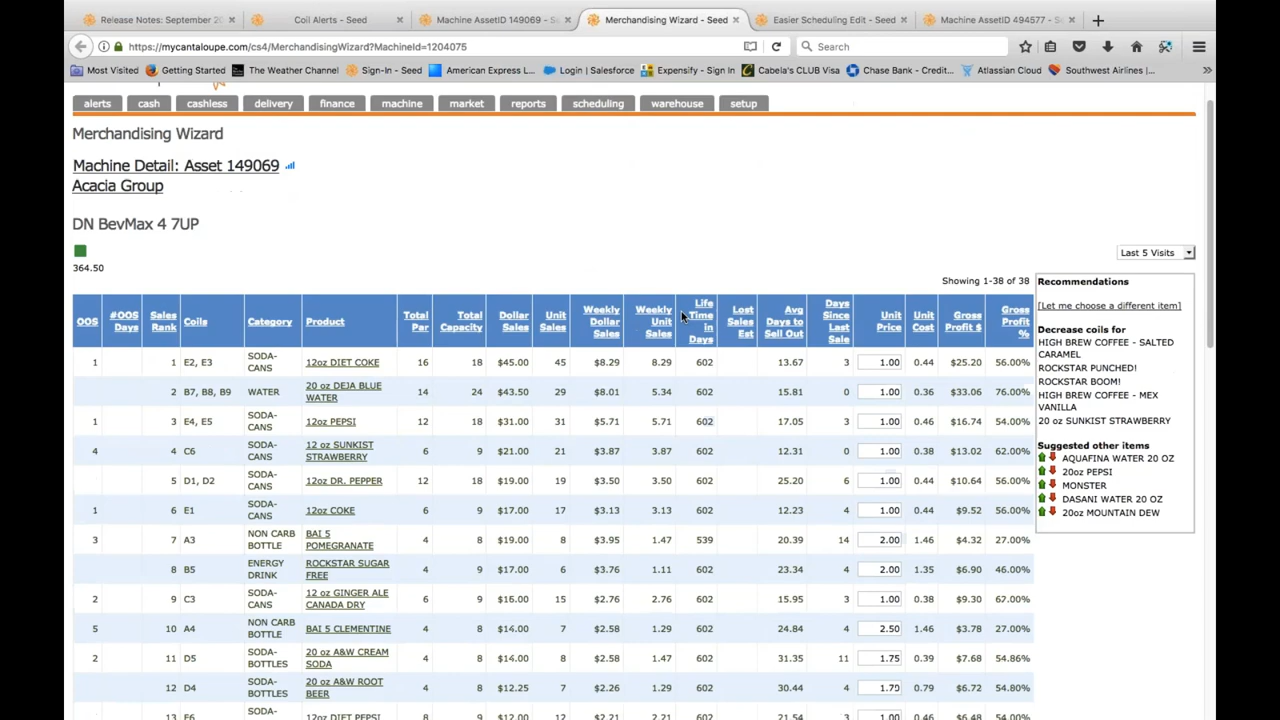 Release Notes: September 20
Coil Alerts - Seed
Machine AssetID 149069 - S
Merchandising Wizard - Seed
Easier Scheduling Edit - Seed
Machine AssetID 494577 - S
https://mycantaloupe.com/cs4/MerchandisingWizard?MachineId=1204075
Search
Most Visited Getting Started The Weather Channel Sign-In - Seed American Express L... Login | Salesforce Expensify - Sign In Cabela's CLUB Visa Chase Bank - Credit... Atlassian Cloud Southwest Airlines |...
alerts cash cashless delivery finance machine market reports scheduling warehouse setup
Merchandising Wizard
Machine Detail: Asset 149069
Acacia Group
DN BevMax 4 7UP
Last 5 Visits
364.50
Showing 1-38 of 38
OOS #OOS Days Sales Rank Coils Category Product Total Par Total Capacity Dollar Sales Unit Sales Weekly Dollar Sales Weekly Unit Sales Life Time in Days Lost Sales Est Avg Days to Sell Out Days Since Last Sale Unit Price Unit Cost Gross Profit $ Gross Profit %
1 1 E2, E3 SODA-CANS 12oz DIET COKE 16 18 $45.00 45 $8.29 8.29 602 13.67 3 1.00 0.44 $25.20 56.00%
2 B7, B8, B9 WATER 20 oz DEJA BLUE WATER 14 24 $43.50 29 $8.01 5.34 602 15.81 0 1.00 0.36 $33.06 76.00%
1 3 E4, E5 SODA-CANS 12oz PEPSI 12 18 $31.00 31 $5.71 5.71 602 17.05 3 1.00 0.46 $16.74 54.00%
4 4 C6 SODA-CANS 12 oz SUNKIST STRAWBERRY 6 9 $21.00 21 $3.87 3.87 602 12.31 0 1.00 0.38 $13.02 62.00%
5 D1, D2 SODA-CANS 12oz DR. PEPPER 12 18 $19.00 19 $3.50 3.50 602 25.20 6 1.00 0.44 $10.64 56.00%
1 6 E1 SODA-CANS 12oz COKE 6 9 $17.00 17 $3.13 3.13 602 12.23 4 1.00 0.44 $9.52 56.00%
3 7 A3 NON CARB BOTTLE BAI 5 POMEGRANATE 4 8 $19.00 8 $3.95 1.47 539 20.39 14 2.00 1.46 $4.32 27.00%
8 B5 ENERGY DRINK ROCKSTAR SUGAR FREE 4 9 $17.00 6 $3.76 1.11 602 23.34 4 2.00 1.35 $6.90 46.00%
2 9 C3 SODA-CANS 12 oz GINGER ALE CANADA DRY 6 9 $16.00 15 $2.76 2.76 602 15.95 3 1.00 0.38 $9.30 67.00%
5 10 A4 NON CARB BOTTLE BAI 5 CLEMENTINE 4 8 $14.00 7 $2.58 1.29 602 24.84 4 2.50 1.46 $3.78 27.00%
2 11 D5 SODA-BOTTLES 20 oz A&W CREAM SODA 4 8 $14.00 8 $2.58 1.47 602 31.35 11 1.75 0.39 $7.68 54.86%
12 D4 SODA-BOTTLES 20 oz A&W ROOT BEER 4 8 $12.25 7 $2.26 1.29 602 30.44 4 1.70 0.79 $6.72 54.80%
13 E6 SODA- 12oz DIET PEPSI 8 9 $12.00 12 $2.21 2.21 602 21.54 3 1.00 0.46 $6.48 54.00%
Recommendations
[Let me choose a different item]
Decrease coils for
HIGH BREW COFFEE - SALTED
CARAMEL
ROCKSTAR PUNCHED!
ROCKSTAR BOOM!
HIGH BREW COFFEE - MEX
VANILLA
20 oz SUNKIST STRAWBERRY
Suggested other items
AQUAFINA WATER 20 OZ
20oz PEPSI
MONSTER
DASANI WATER 20 OZ
20oz MOUNTAIN DEW